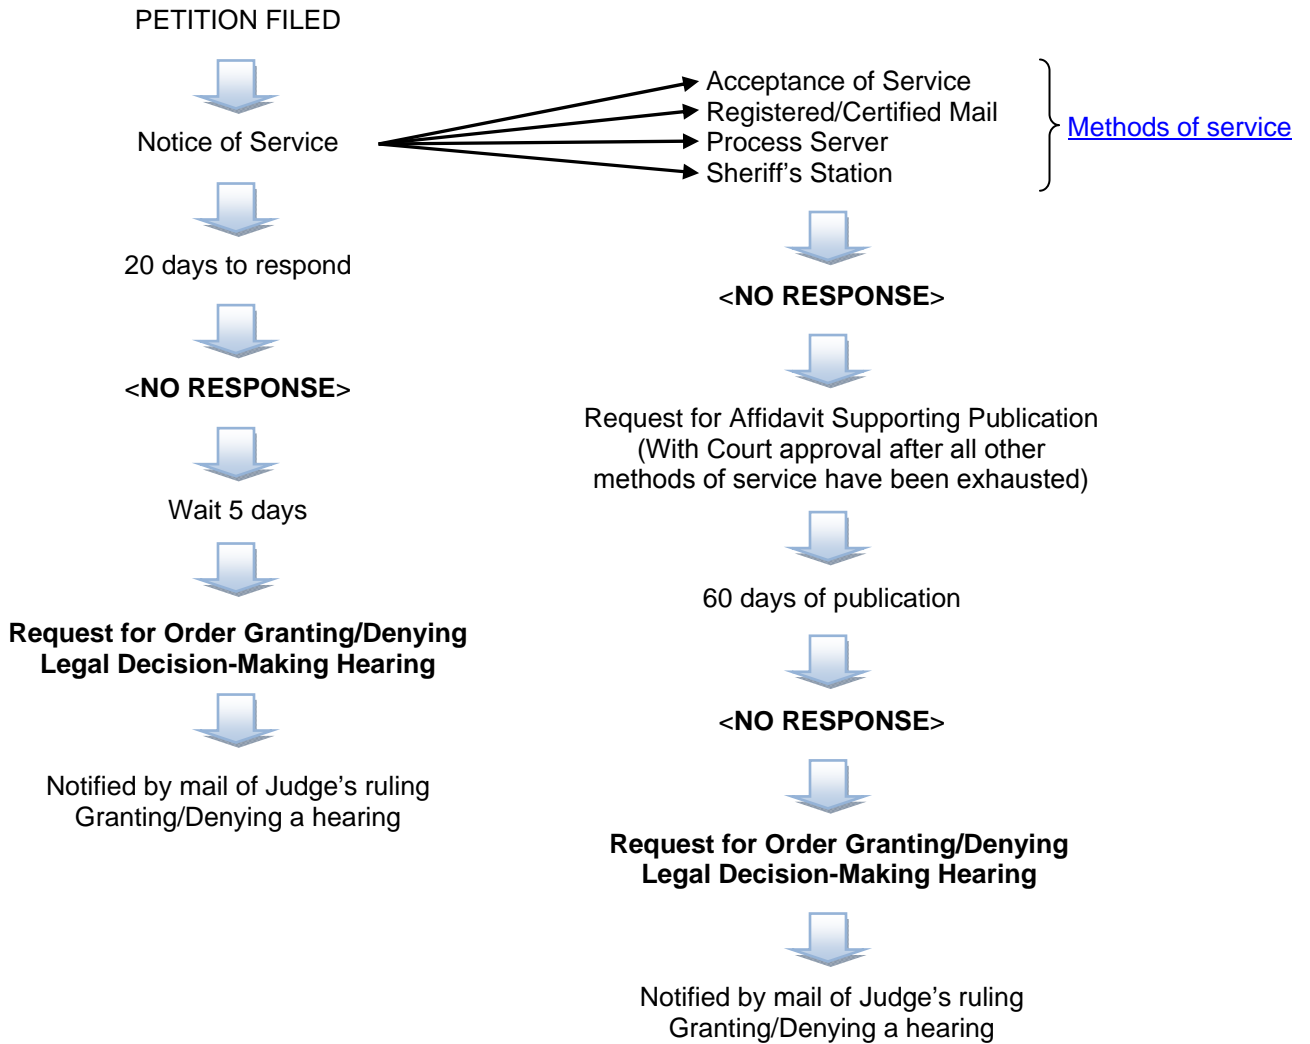 PETITION FILED
Notice of Service
20 days to respond
<NO RESPONSE>
Wait 5 days
Request for Order Granting/Denying
Legal Decision-Making Hearing
Notified by mail of Judge’s ruling
Granting/Denying a hearing
Acceptance of Service
Registered/Certified Mail
Process Server
Sheriff’s Station
Methods of service
<NO RESPONSE>
Request for Affidavit Supporting Publication
(With Court approval after all other
methods of service have been exhausted)
60 days of publication
<NO RESPONSE>
Request for Order Granting/Denying
Legal Decision-Making Hearing
Notified by mail of Judge’s ruling
Granting/Denying a hearing